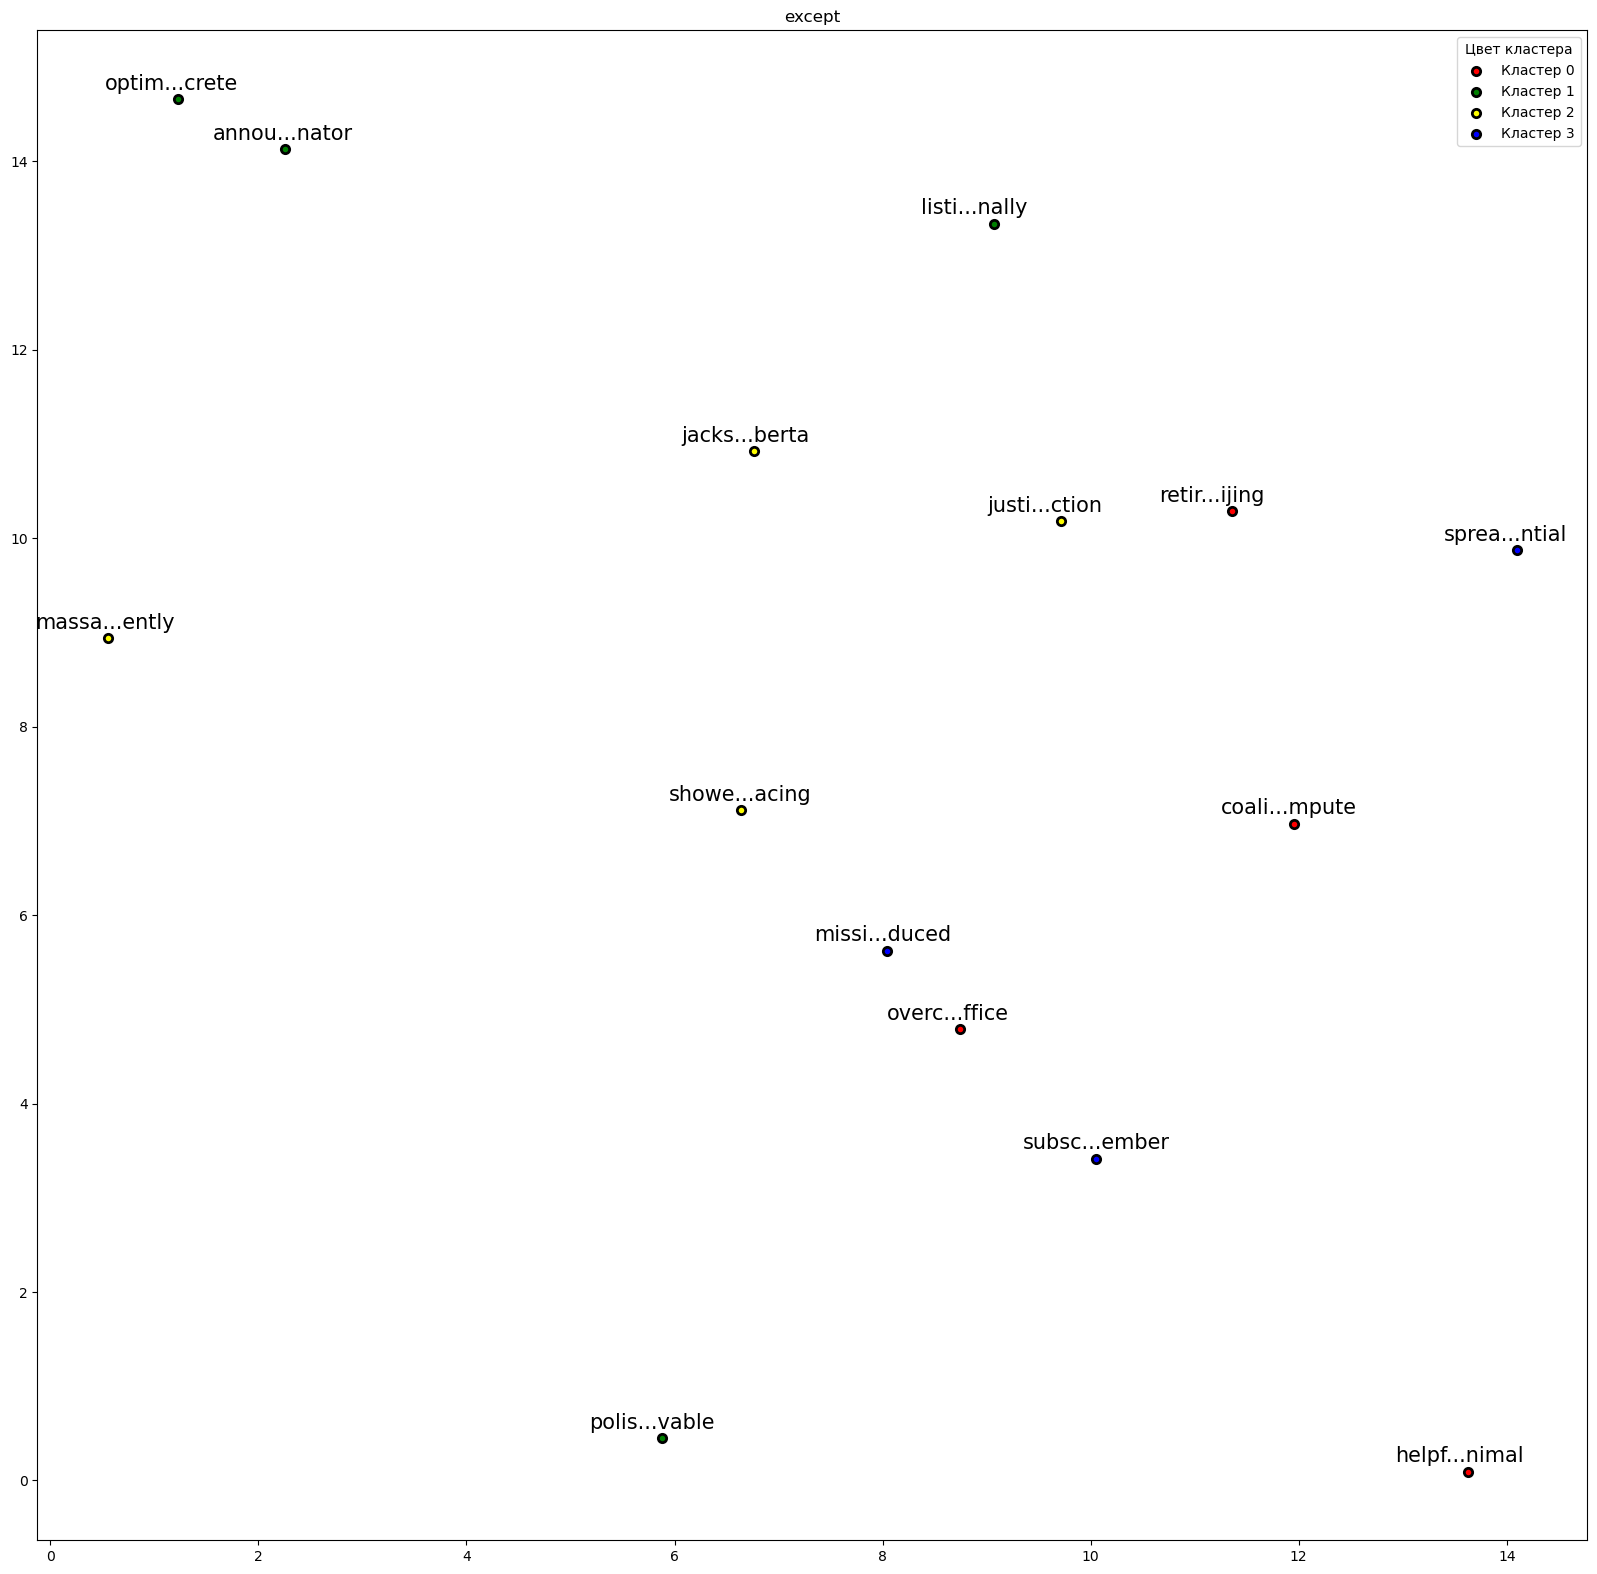 except
Цвет кластера
Кластер 0
Кластер 1
Кластер 2
Кластер 3
optim...crete
annou...nator
listi...nally
jacks...berta
justi...ction
retir...ijing
sprea...ntial
massa...ently
showe...acing
coali...mpute
missi...duced
overc...ffice
subsc...ember
polis...vable
helpf...nimal
14
12
10
8
6
4
2
0
0 2 4 6 8 10 12 14